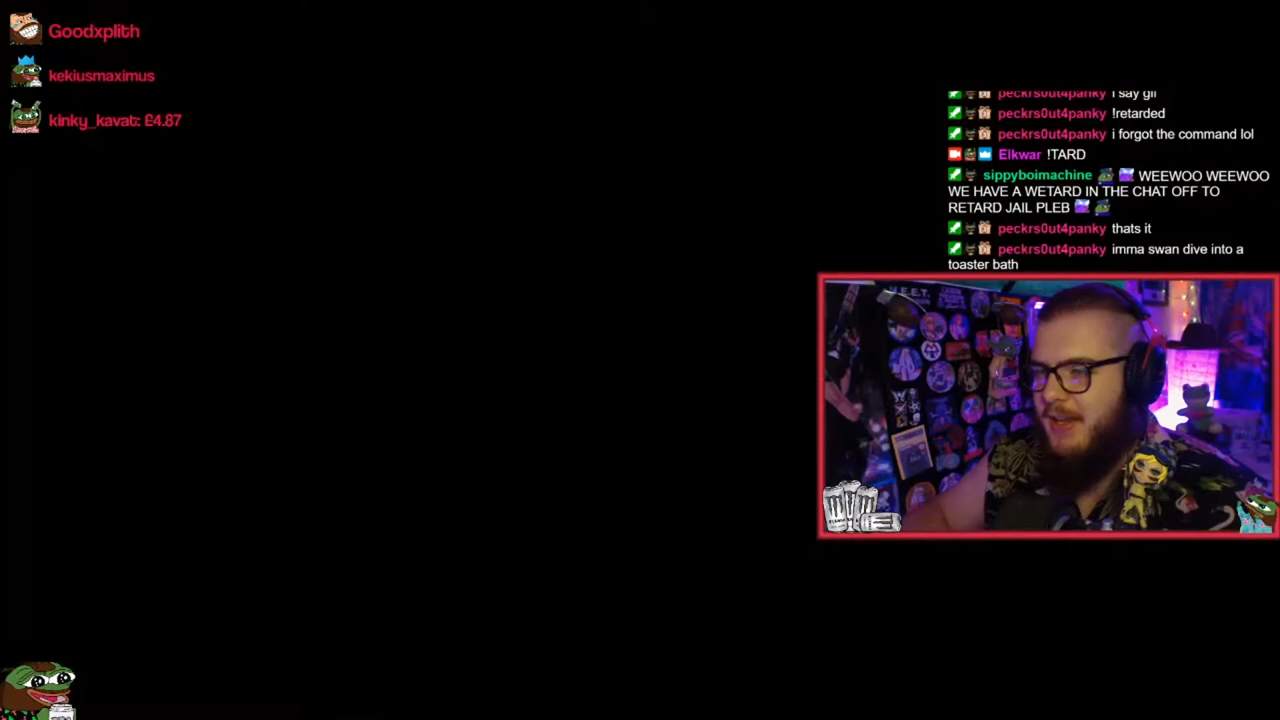 Goodxplith
kekiusmaximus
kinky_kavat: £4.87
peckrs0ut4panky i say gil
peckrs0ut4panky !retarded
peckrs0ut4panky i forgot the command lol
Elkwar !TARD
sippyboimachine WEEWOO WEEWOO
WE HAVE A WETARD IN THE CHAT OFF TO
RETARD JAIL PLEB
peckrs0ut4panky thats it
peckrs0ut4panky imma swan dive into a
toaster bath